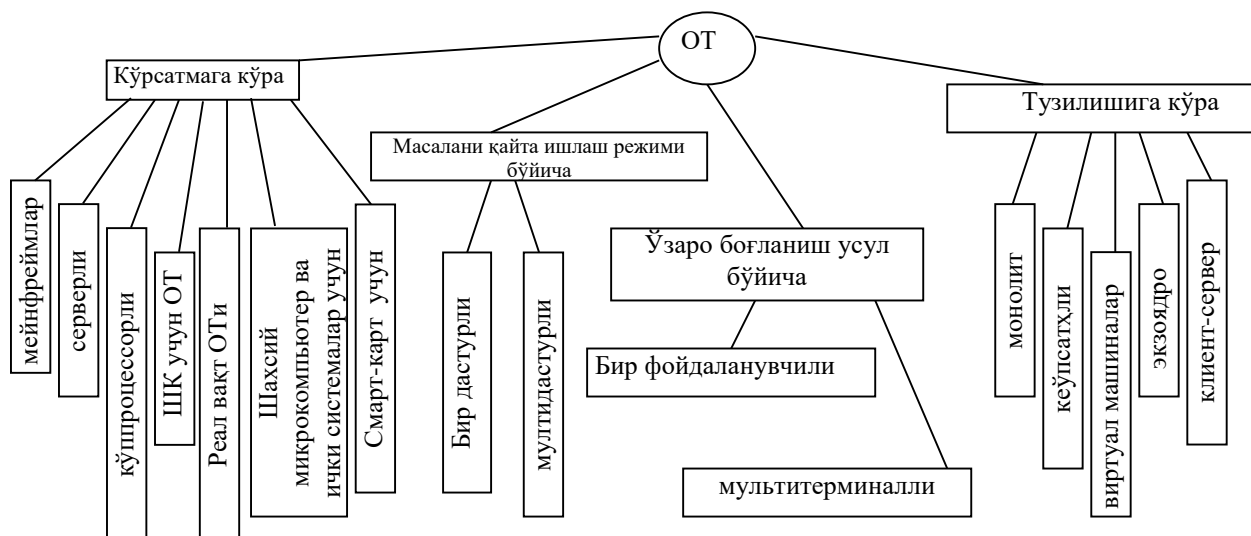 ОТ
Кўрсатмага кўра
мейнфреймлар
серверли
кўппроцессорли
ШК учун ОТ
Реал вақт ОТи
Шахсий
микрокомпьютер ва
ички системалар учун
Смарт-карт учун
Масалани қайта ишлаш режими
бўйича
Бир дастурли
мултидастурли
Ўзаро боғланиш усул
бўйича
Бир фойдаланувчили
мультитерминалли
Тузилишига кўра
монолит
кеўпсатҳли
виртуал машиналар
экзоядро
клиент-сервер